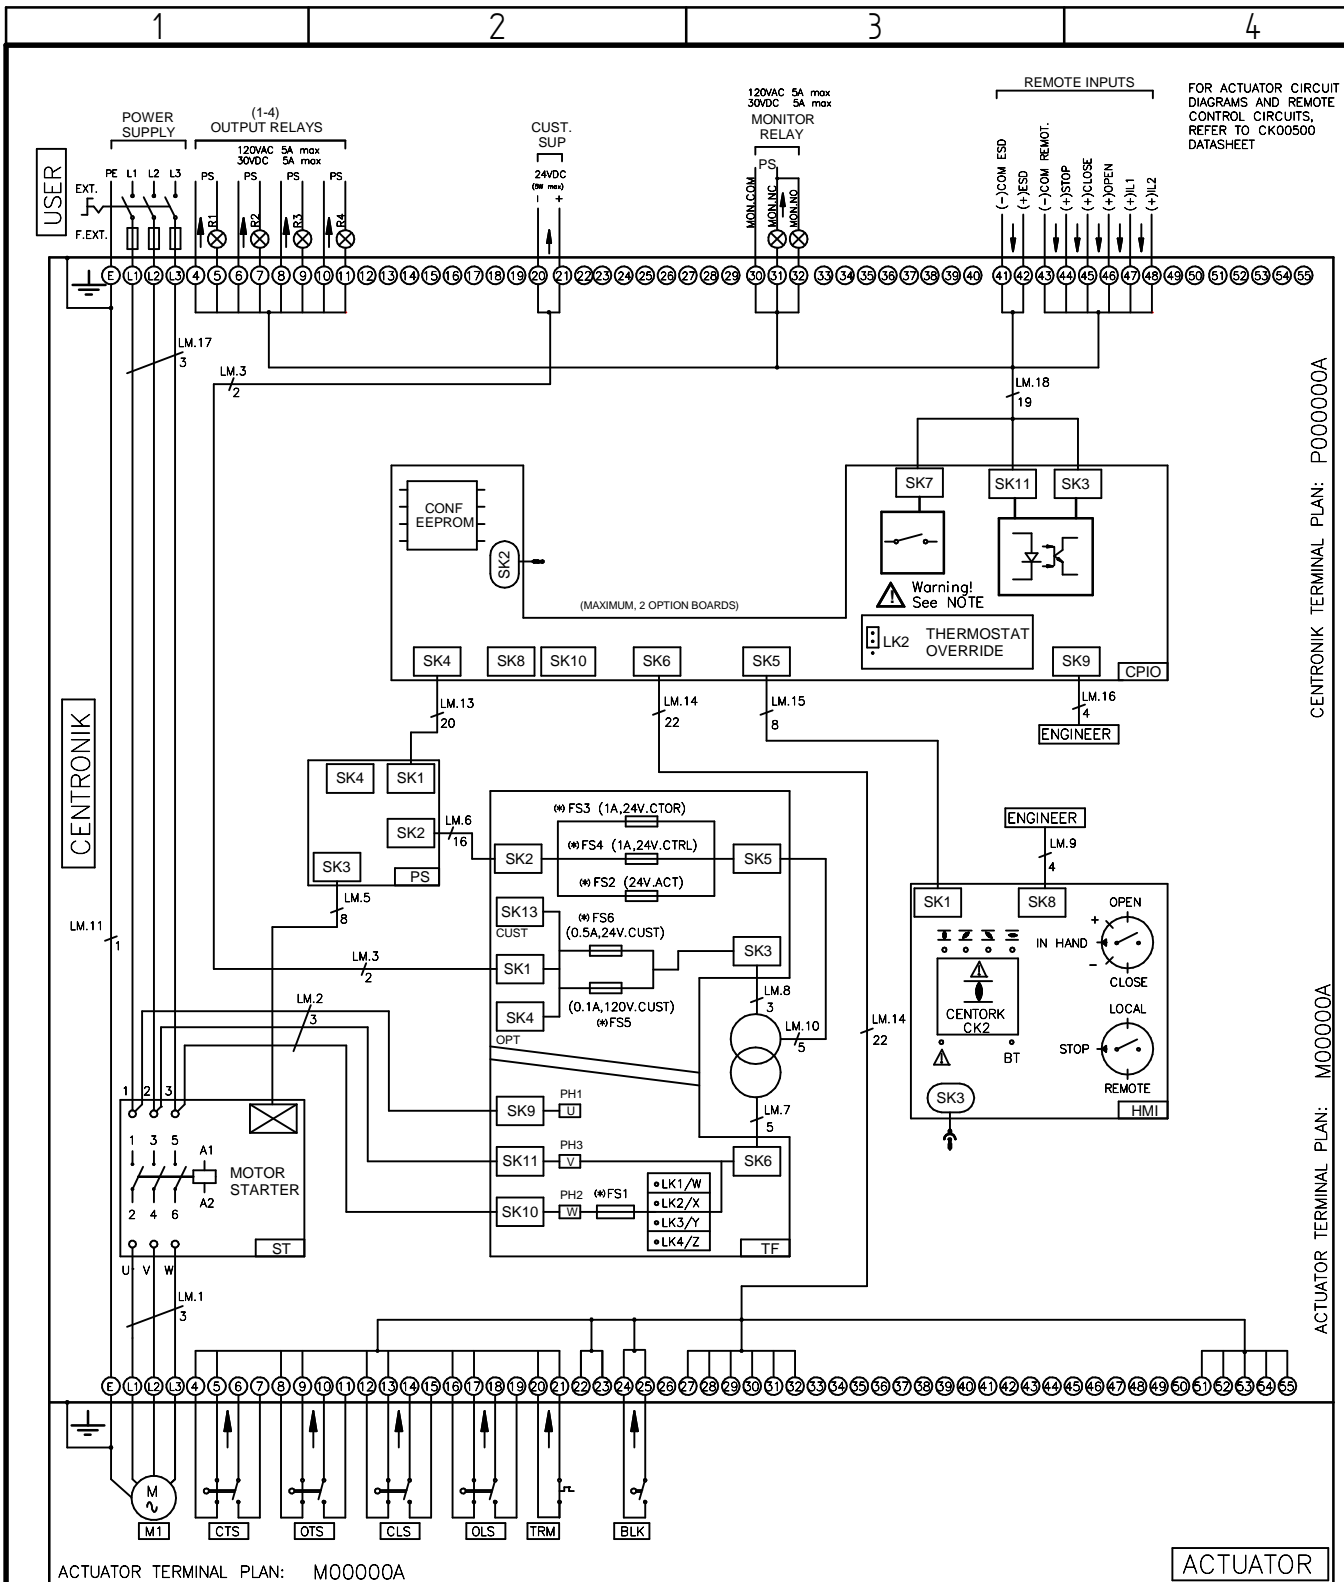 1 2 3 4
POWER
SUPPLY
(1-4)
OUTPUT RELAYS
120VAC 5A max
30VDC 5A max
CUST.
SUP
24VDC
(5W max)
- +
120VAC 5A max
30VDC 5A max
MONITOR
RELAY
PS
REMOTE INPUTS
FOR ACTUATOR CIRCUIT
DIAGRAMS AND REMOTE
CONTROL CIRCUITS,
REFER TO CK00500
DATASHEET
USER
PE L1 L2 L3
EXT.
F.EXT.
PS PS PS PS
R1 R2 R3 R4
MON.COM
MON.NC
MON.NO
(-)COM ESD
(+)ESD
(-)COM REMOT.
(+)STOP
(+)CLOSE
(+)OPEN
(+)IL1
(+)IL2
E L1 L2 L3 4 5 6 7 8 9 10 11 12 13 14 15 16 17 18 19 20 21 22 23 24 25 26 27 28 29 30 31 32 33 34 35 36 37 38 39 40 41 42 43 44 45 46 47 48 49 50 51 52 53 54 55
LM.17
3
LM.3
2
LM.18
19
CENTRONIK TERMINAL PLAN: P00000A
CONF
EEPROM
SK2
SK7 SK11 SK3
Warning!
See NOTE
(MAXIMUM, 2 OPTION BOARDS)
LK2
THERMOSTAT
OVERRIDE
SK4 SK8 SK10 SK6 SK5 SK9
CPIO
LM.13
20
LM.14
22
LM.15
8
LM.16
4
ENGINEER
CENTRONIK
SK4 SK1
SK2
SK3
PS
LM.6
16
LM.5
8
(*)FS3 (1A,24V.CTOR)
(*)FS4 (1A,24V.CTRL)
(*)FS2 (24V.ACT)
SK2 SK5
SK13
CUST
(*)FS6
(0.5A,24V.CUST)
SK1
SK3
(0.1A,120V.CUST)
(*)FS5
SK4
OPT
LM.8
3
LM.10
5
LM.7
5
LM.14
22
ENGINEER
LM.9
4
SK1 SK8
OPEN
+
IN HAND
-
CLOSE
CENTORK
CK2
LOCAL
STOP
REMOTE
BT
SK3
HMI
LM.11
1
LM.3
2
LM.2
3
1 2 3
1 3 5
A1
A2
2 4 6
MOTOR
STARTER
ST
U V W
SK9
PH1
U
SK11
PH3
V
SK6
SK10
PH2
W
(*)FS1
LK1/W
LK2/X
LK3/Y
LK4/Z
TF
LM.1
3
ACTUATOR TERMINAL PLAN: M00000A
E L1 L2 L3 4 5 6 7 8 9 10 11 12 13 14 15 16 17 18 19 20 21 22 23 24 25 26 27 28 29 30 31 32 33 34 35 36 37 38 39 40 41 42 43 44 45 46 47 48 49 50 51 52 53 54 55
M
M1 CTS OTS CLS OLS TRM BLK
ACTUATOR TERMINAL PLAN: M00000A
ACTUATOR